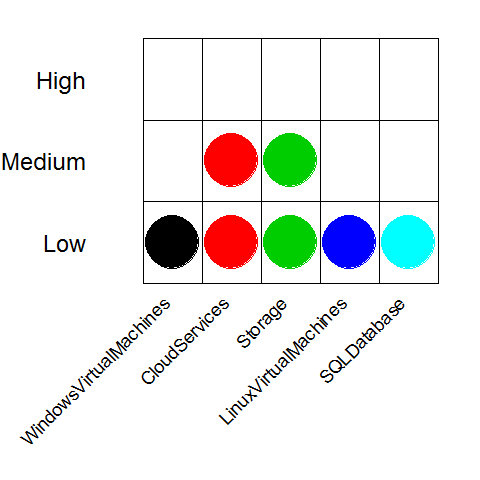 High
Medium
Low
WindowsVirtualMachines
CloudServices
Storage
LinuxVirtualMachines
SQLDatabase